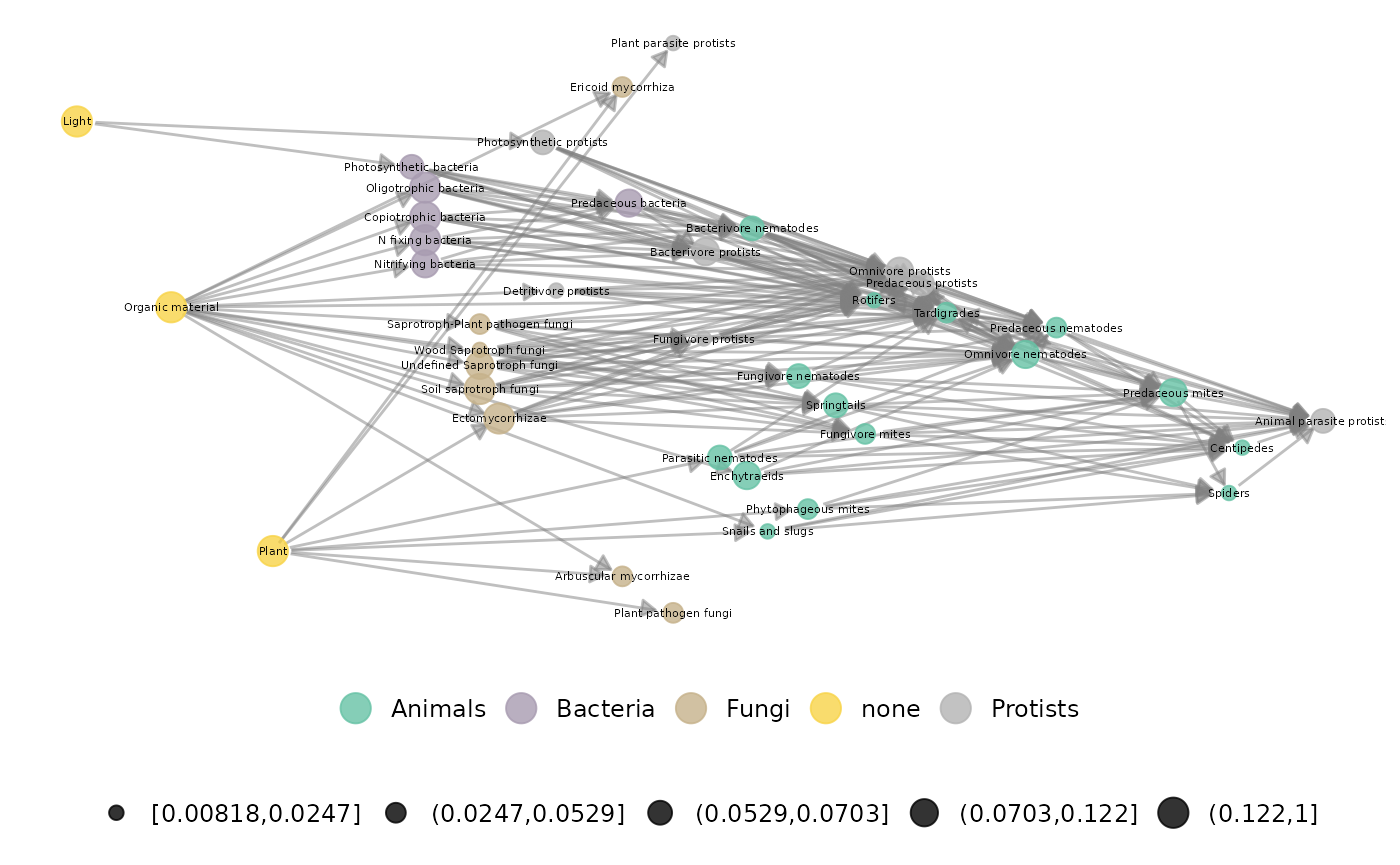 Plant parasite protists
Ericoid mycorrhiza
Light
Photosynthetic protists
Photosynthetic bacteria
Oligotrophic bacteria
Predaceous bacteria
Copiotrophic bacteria
Bacterivore nematodes
N fixing bacteria
Bacterivore protists
Nitrifying bacteria
Omnivore protists
Predaceous protists
Detritivore protists
Rotifers
Organic material
Tardigrades
Saprotroph-Plant pathogen fungi
Predaceous nematodes
Fungivore protists
Wood Saprotroph fungi
Omnivore nematodes
Undefined Saprotroph fungi
Fungivore nematodes
Soil saprotroph fungi
Predaceous mites
Springtails
Ectomycorrhizae
Animal parasite protist
Fungivore mites
Centipedes
Parasitic nematodes
Enchytraeids
Spiders
Phytophageous mites
Snails and slugs
Plant
Arbuscular mycorrhizae
Plant pathogen fungi
Animals Bacteria Fungi none Protists
[0.00818,0.0247] (0.0247,0.0529] (0.0529,0.0703] (0.0703,0.122] (0.122,1]